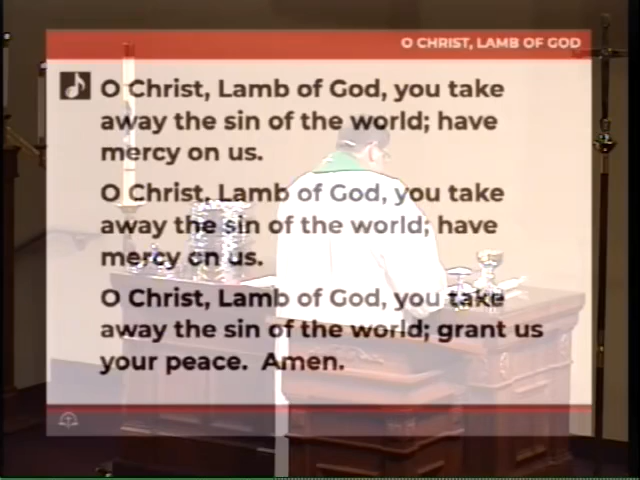 O CHRIST, LAMB OF GOD
O Christ, Lamb of God, you take
away the sin of the world; have
mercy on us.
O Christ, Lamb of God, you take
away the sin of the world; have
mercy on us.
O Christ, Lamb of God, you take
away the sin of the world; grant us
your peace. Amen.